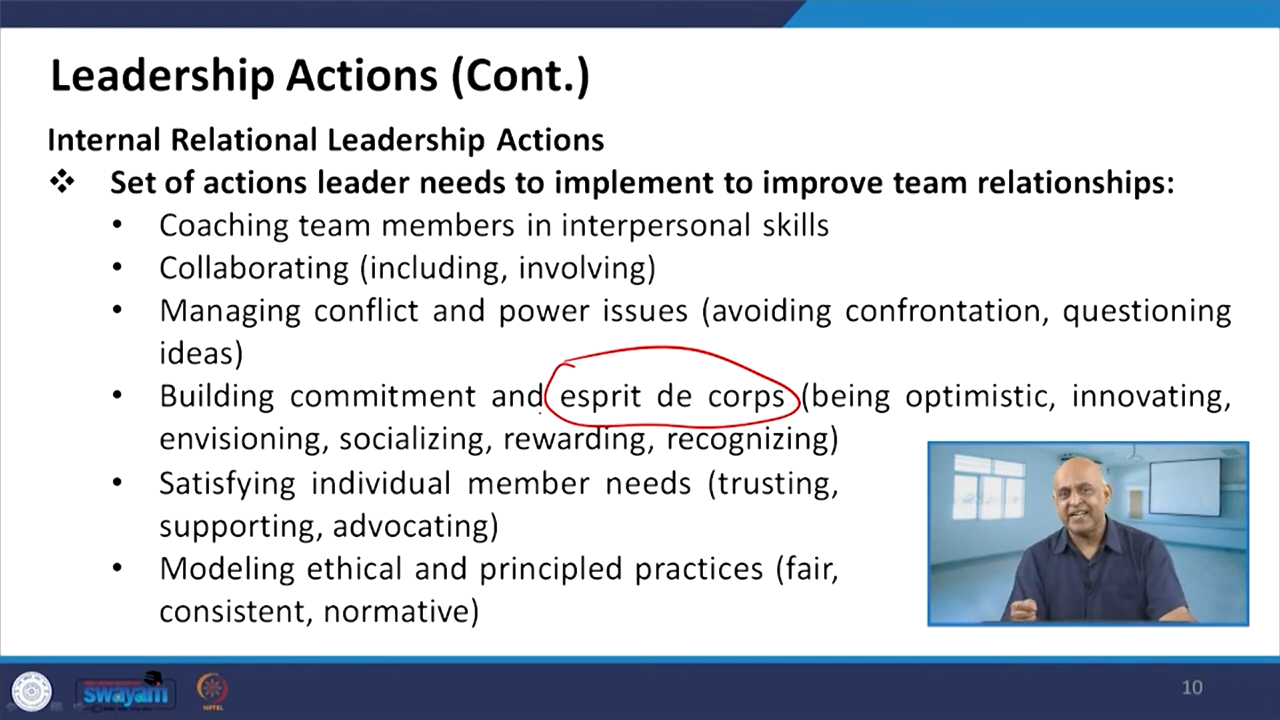 Leadership Actions (Cont.)
Internal Relational Leadership Actions
❖ Set of actions leader needs to implement to improve team relationships:
• Coaching team members in interpersonal skills
• Collaborating (including, involving)
• Managing conflict and power issues (avoiding confrontation, questioning
ideas)
• Building commitment and esprit de corps (being optimistic, innovating,
envisioning, socializing, rewarding, recognizing)
• Satisfying individual member needs (trusting,
supporting, advocating)
• Modeling ethical and principled practices (fair,
consistent, normative)
swayam
NPTEL
10